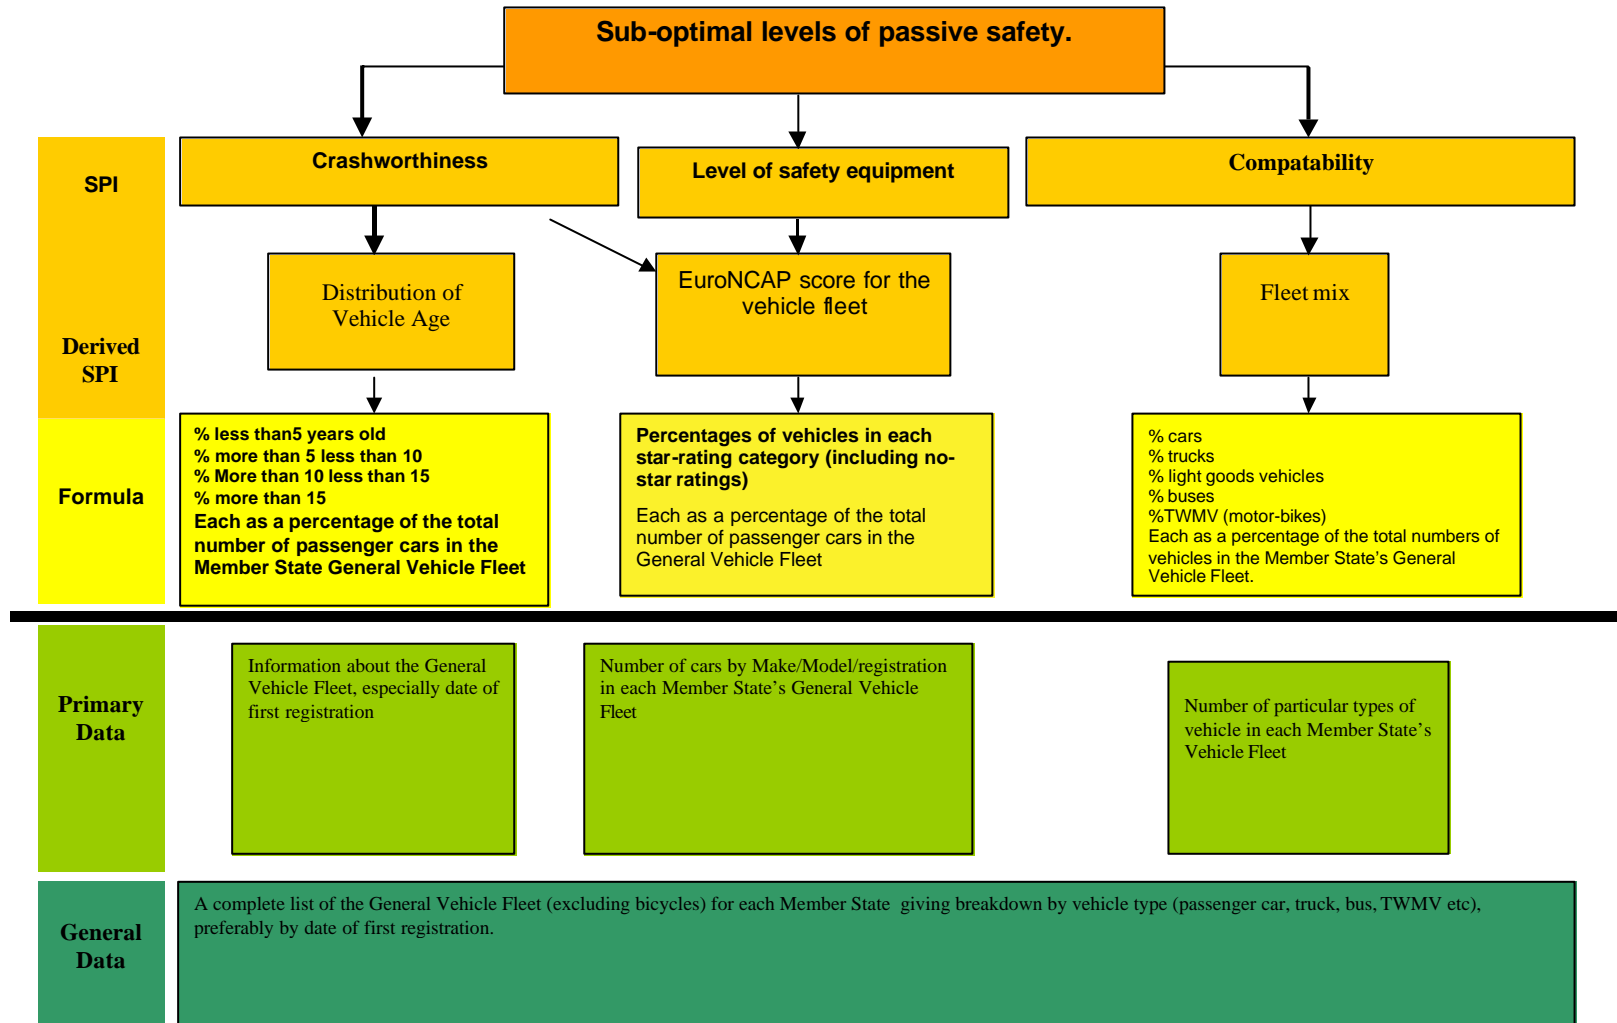 Sub-optimal levels of passive safety.
SPI
Crashworthiness
Level of safety equipment
Compatability
Derived
SPI
Distribution of
Vehicle Age
EuroNCAP score for the
vehicle fleet
Fleet mix
Formula
% less than5 years old
% more than 5 less than 10
% More than 10 less than 15
% more than 15
Each as a percentage of the total
number of passenger cars in the
Member State General Vehicle Fleet
Percentages of vehicles in each
star-rating category (including no-
star ratings)
Each as a percentage of the total
number of passenger cars in the
General Vehicle Fleet
% cars
% trucks
% light goods vehicles
% buses
%TWMV (motor-bikes)
Each as a percentage of the total numbers of
vehicles in the Member State's General
Vehicle Fleet.
Primary
Data
Information about the General
Vehicle Fleet, especially date of
first registration
Number of cars by Make/Model/registration
in each Member State's General Vehicle
Fleet
Number of particular types of
vehicle in each Member State's
Vehicle Fleet
General
Data
A complete list of the General Vehicle Fleet (excluding bicycles) for each Member State  giving breakdown by vehicle type (passenger car, truck, bus, TWMV etc),
preferably by date of first registration.